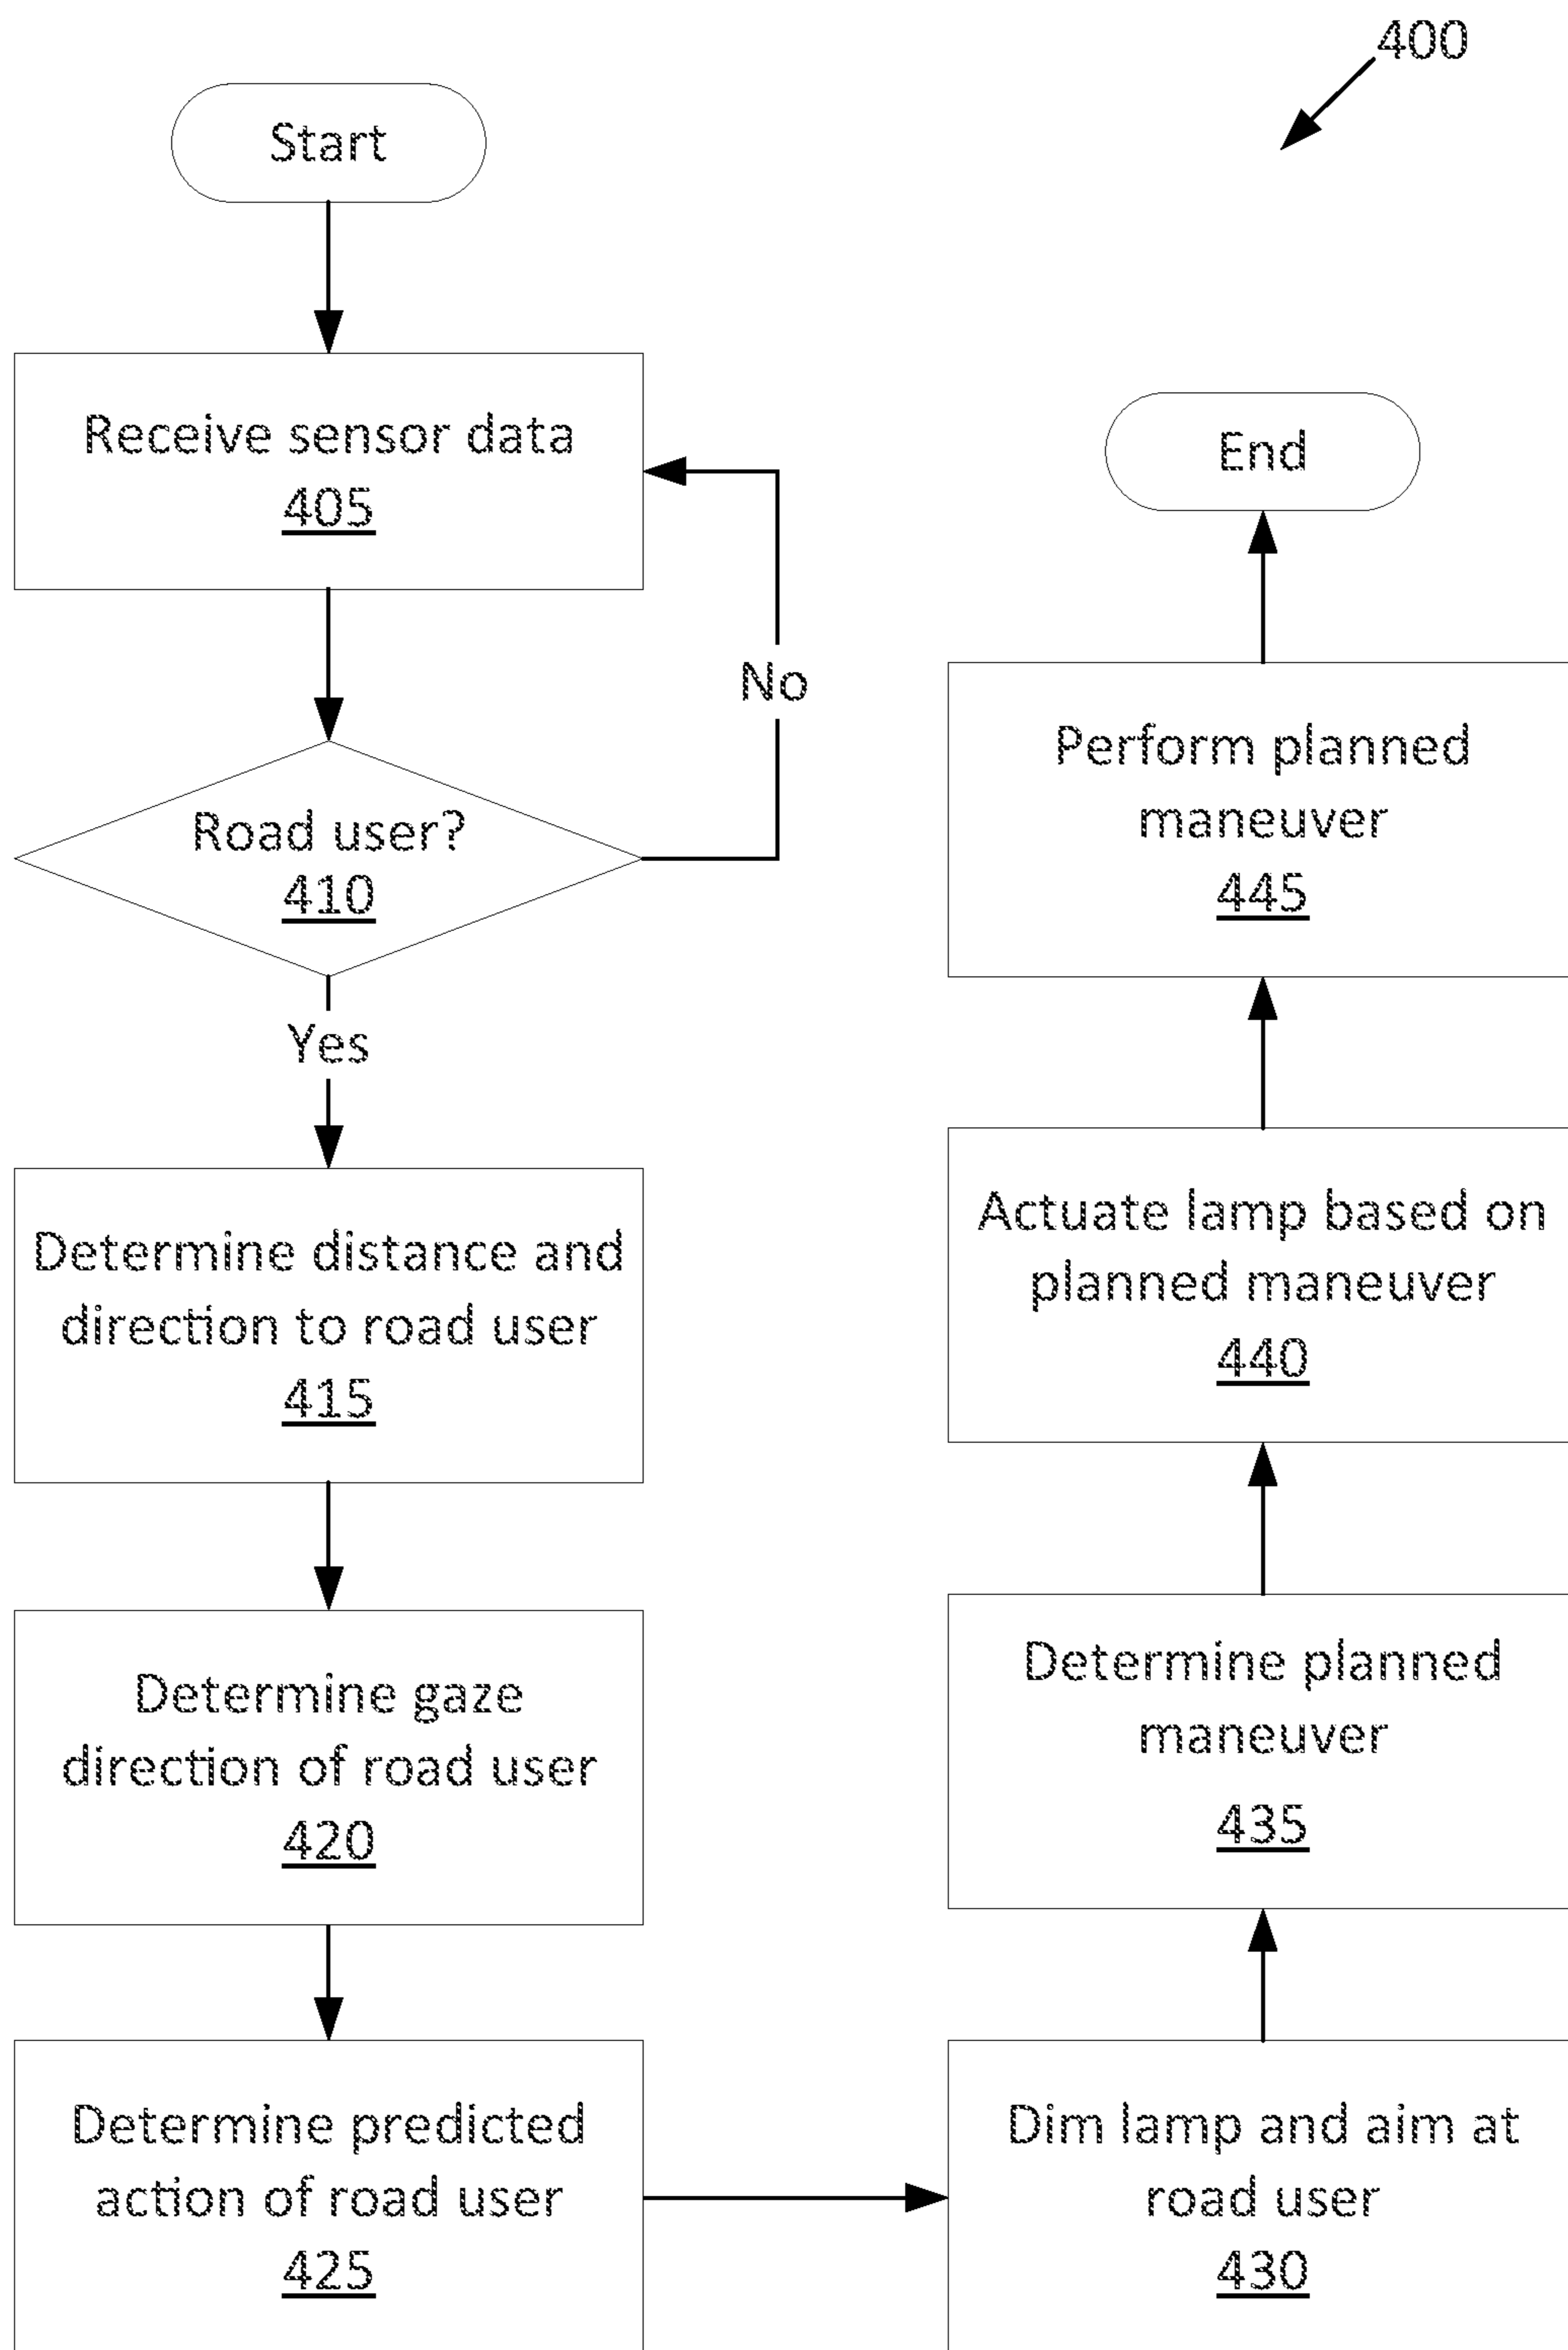 400
Start
Receive sensor data
405
No
Road user?
410
Yes
Determine distance and
direction to road user
415
Determine gaze
direction of road user
420
Determine predicted
action of road user
425
Dim lamp and aim at
road user
430
Determine planned
maneuver
435
Actuate lamp based on
planned maneuver
440
Perform planned
maneuver
445
End